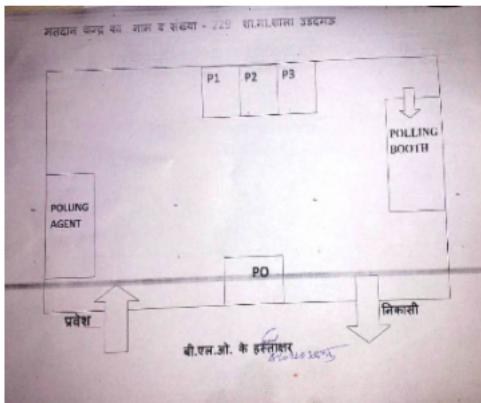 मतदान केन्द्र का नाम व संख्या - 229 शा.मा.शाला
P1 P2 P3
POLLING
BOOTH
POLLING
AGENT
PO
प्रवेश
निकासी
बी.एल.ओ. के हस्ताक्षर